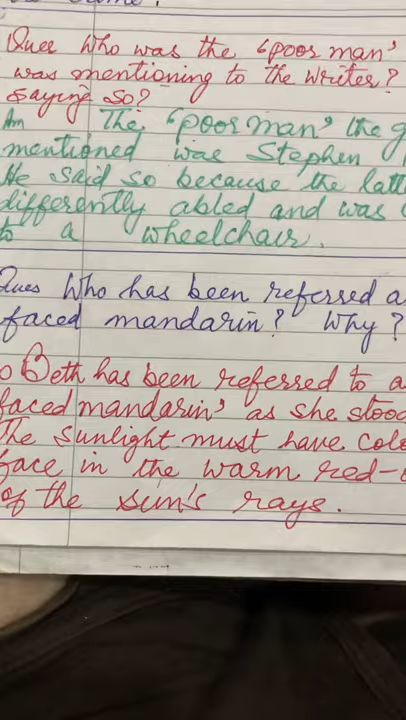 Ques Who was the 'poor man'
was mentioning to the writer?
saying so?
Ans The 'poor man' the g
mentioned was Stephen
He said so because the latt
differently abled and was
to a wheelchair.
Ques Who has been referred a
faced mandarin? Why?
Beth has been referred to a
faced mandarin' as she stood
The sunlight must have colo
face in the warm red-
of the sun's rays.